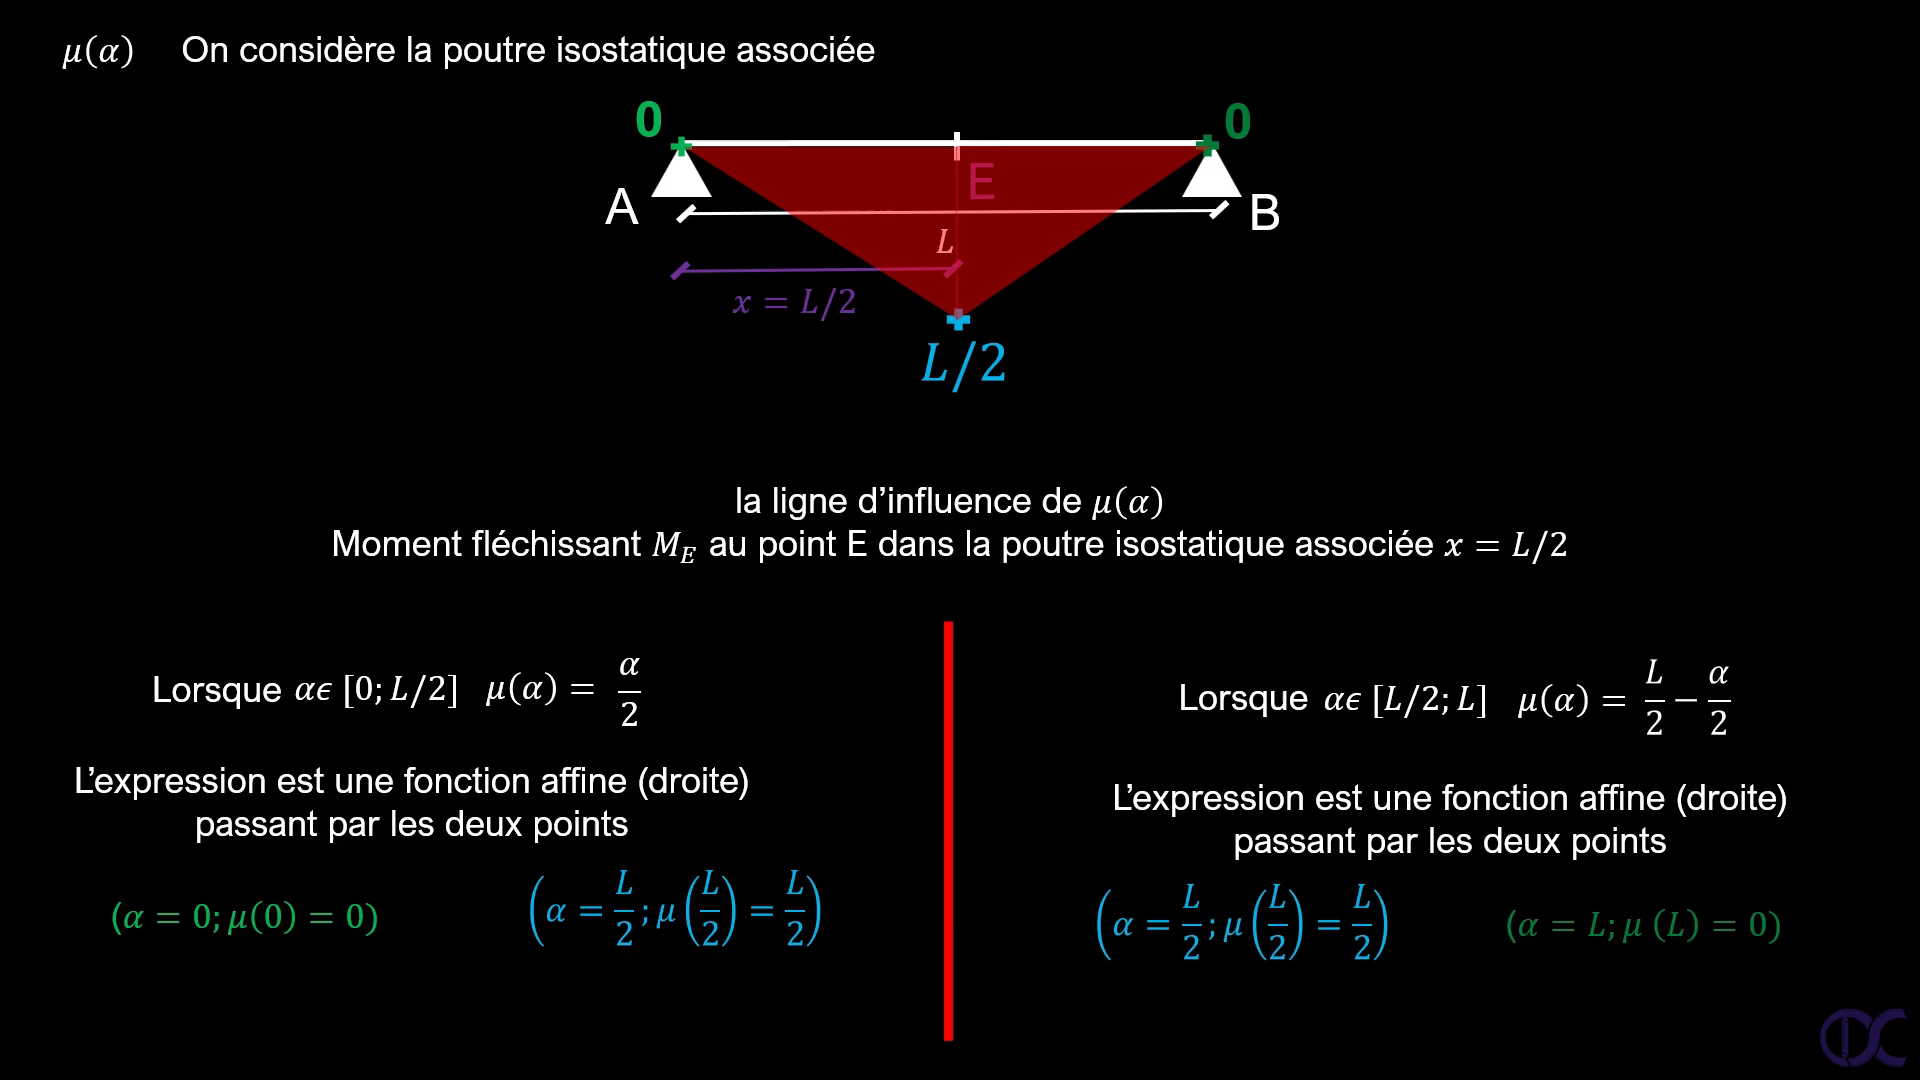 μ(α) On considère la poutre isostatique associée
0 0
E
A B
L
x = L/2
L/2
la ligne d’influence de μ(α)
Moment fléchissant M_E au point E dans la poutre isostatique associée x = L/2
Lorsque αϵ [0; L/2] μ(α) = α/2
L’expression est une fonction affine (droite)
passant par les deux points
(α = 0; μ(0) = 0) (α = L/2 ; μ(L/2) = L/2)
Lorsque αϵ [L/2; L] μ(α) = L/2 − α/2
L’expression est une fonction affine (droite)
passant par les deux points
(α = L/2 ; μ(L/2) = L/2) (α = L; μ (L) = 0)